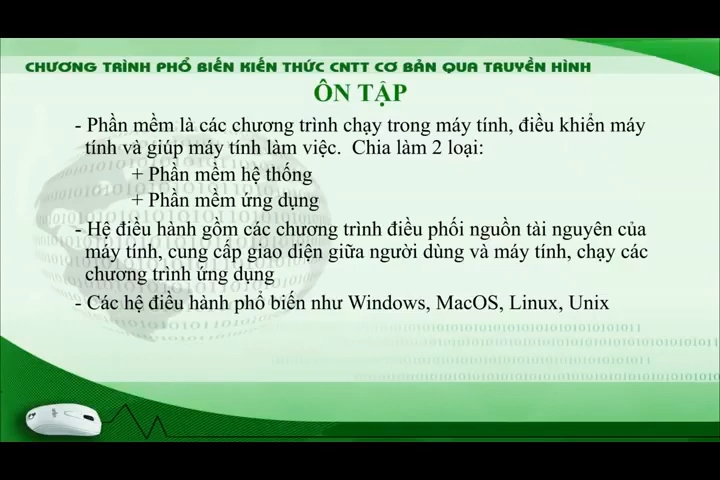 CHƯƠNG TRÌNH PHỔ BIẾN KIẾN THỨC CNTT CƠ BẢN QUA TRUYỀN HÌNH
ÔN TẬP
- Phần mềm là các chương trình chạy trong máy tính, điều khiển máy
tính và giúp máy tính làm việc. Chia làm 2 loại:
+ Phần mềm hệ thống
+ Phần mềm ứng dụng
- Hệ điều hành gồm các chương trình điều phối nguồn tài nguyên của
máy tính, cung cấp giao diện giữa người dùng và máy tính, chạy các
chương trình ứng dụng
- Các hệ điều hành phổ biến như Windows, MacOS, Linux, Unix